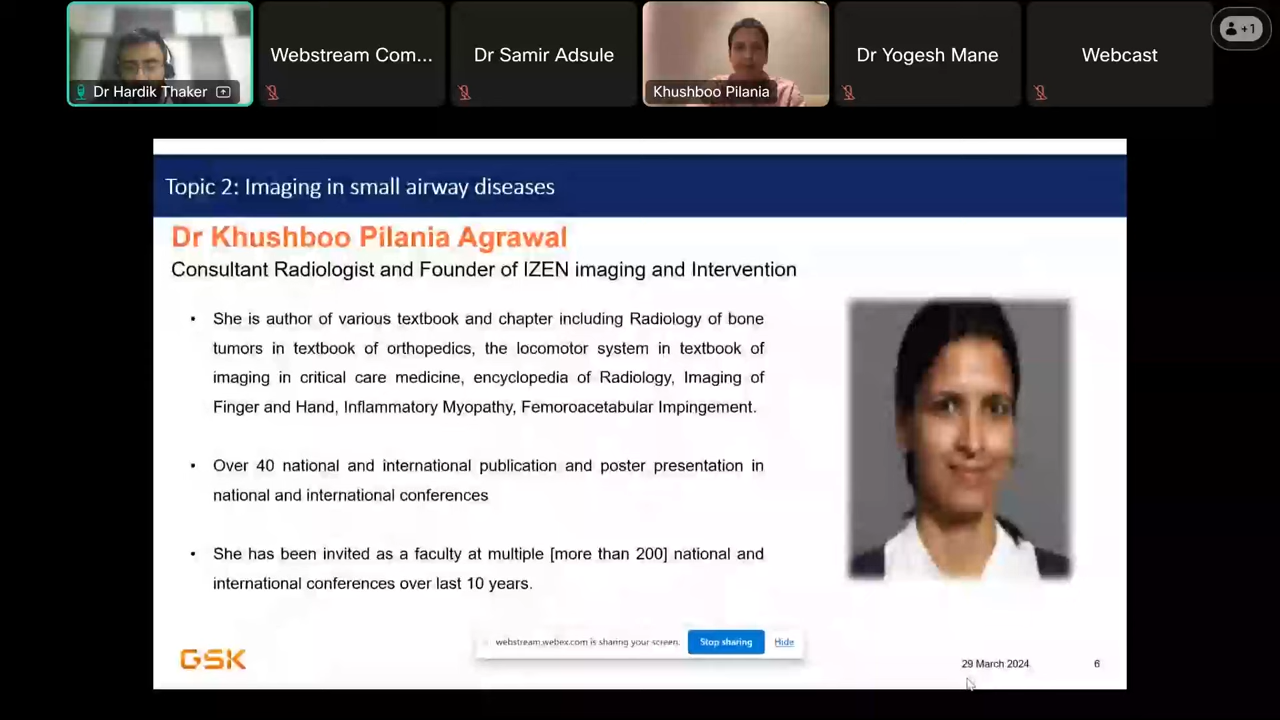 +1
Webstream Com...
Dr Samir Adsule
Dr Yogesh Mane
Webcast
Dr Hardik Thaker
Khushboo Pilania
Topic 2: Imaging in small airway diseases
Dr Khushboo Pilania Agrawal
Consultant Radiologist and Founder of IZEN imaging and Intervention
• She is author of various textbook and chapter including Radiology of bone
tumors in textbook of orthopedics, the locomotor system in textbook of
imaging in critical care medicine, encyclopedia of Radiology, Imaging of
Finger and Hand, Inflammatory Myopathy, Femoroacetabular Impingement.
• Over 40 national and international publication and poster presentation in
national and international conferences
• She has been invited as a faculty at multiple [more than 200] national and
international conferences over last 10 years.
webstream.webex.com is sharing your screen. Stop sharing Hide
GSK
29 March 2024 6